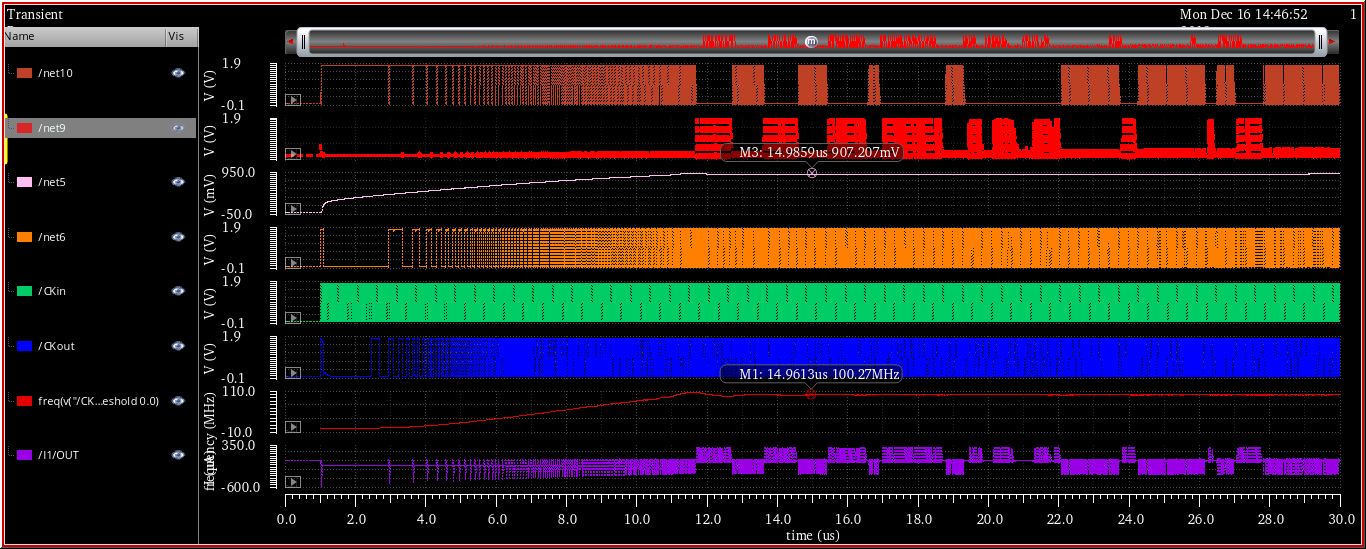 Transient
Mon Dec 16 14:46:52
1
Name
Vis
/net10
V (V)
1.9
-0.1
/net9
V (V)
1.9
M3: 14.9859us 907.207mV
/net5
V (mV)
950.0
-50.0
/net6
V (V)
1.9
-0.1
/CKin
V (V)
1.9
-0.1
/CKout
V (V)
1.9
-0.1
M1: 14.9613us 100.27MHz
freq(v("/CK...eshold 0.0)
(MHz)
110.0
-10.0
/I1/OUT
350.0
-600.0
0.0 2.0 4.0 6.0 8.0 10.0 12.0 14.0 16.0 18.0 20.0 22.0 24.0 26.0 28.0 30.0
time (us)